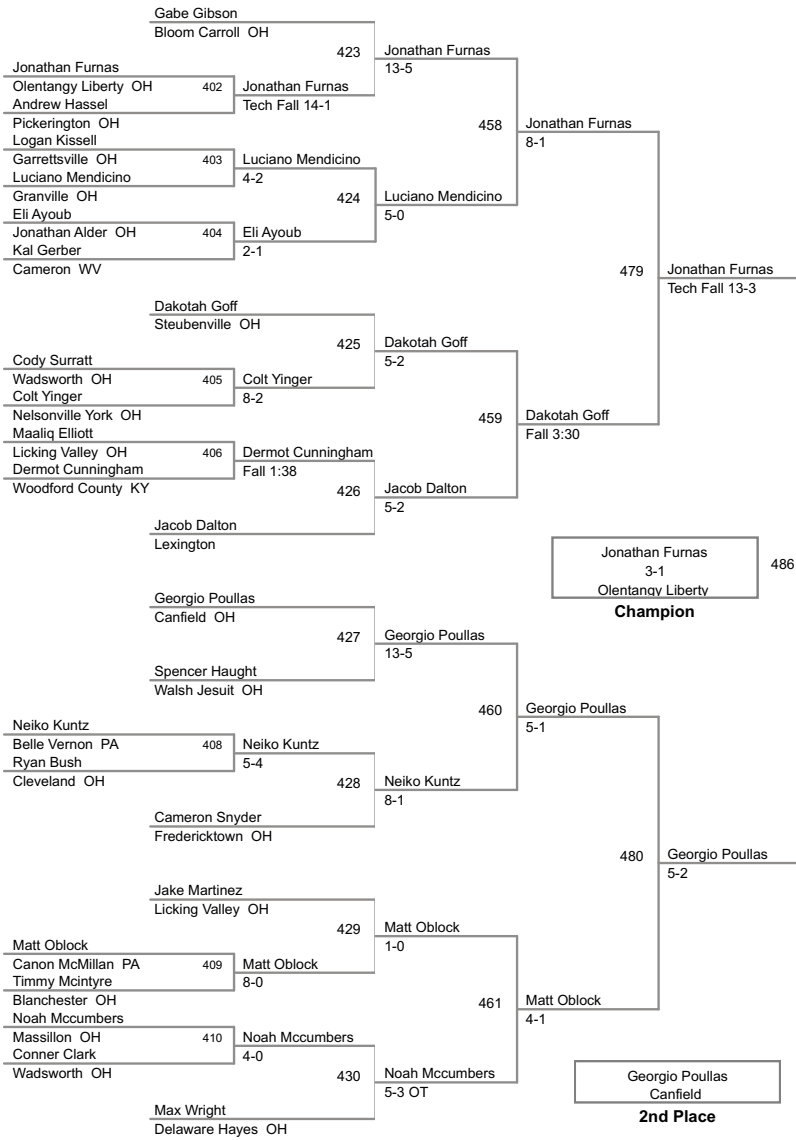 Gabe Gibson
Bloom Carroll OH
423
Jonathan Furnas
13-5
Jonathan Furnas
Olentangy Liberty OH
402
Jonathan Furnas
Andrew Hassel
Tech Fall 14-1
Pickerington OH
458
Jonathan Furnas
8-1
Logan Kissell
Garrettsville OH
403
Luciano Mendicino
Luciano Mendicino
4-2
Granville OH
424
Luciano Mendicino
5-0
Eli Ayoub
Jonathan Alder OH
404
Eli Ayoub
Kal Gerber
2-1
Cameron WV
479
Jonathan Furnas
Tech Fall 13-3
Dakotah Goff
Steubenville OH
425
Dakotah Goff
5-2
Cody Surratt
Wadsworth OH
405
Colt Yinger
Colt Yinger
8-2
Nelsonville York OH
459
Dakotah Goff
Fall 3:30
Maaliq Elliott
Licking Valley OH
406
Dermot Cunningham
Dermot Cunningham
Fall 1:38
Woodford County KY
426
Jacob Dalton
5-2
Jacob Dalton
Lexington
Jonathan Furnas
3-1
Olentangy Liberty
486
Champion
Georgio Poullas
Canfield OH
427
Georgio Poullas
13-5
Spencer Haught
Walsh Jesuit OH
460
Georgio Poullas
5-1
Neiko Kuntz
Belle Vernon PA
408
Neiko Kuntz
Ryan Bush
5-4
Cleveland OH
428
Neiko Kuntz
8-1
Cameron Snyder
Fredericktown OH
480
Georgio Poullas
5-2
Jake Martinez
Licking Valley OH
429
Matt Oblock
1-0
Matt Oblock
Canon McMillan PA
409
Matt Oblock
Timmy Mcintyre
8-0
Blanchester OH
461
Matt Oblock
4-1
Noah Mccumbers
Massillon OH
410
Noah Mccumbers
Conner Clark
4-0
Wadsworth OH
430
Noah Mccumbers
5-3 OT
Max Wright
Delaware Hayes OH
Georgio Poullas
Canfield
2nd Place